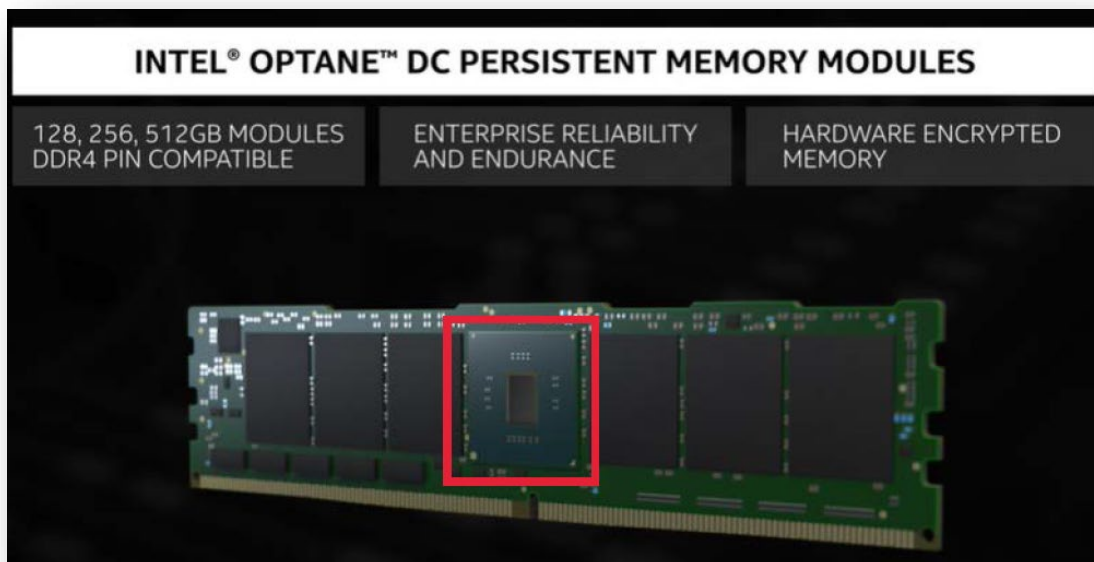 INTEL® OPTANE™ DC PERSISTENT MEMORY MODULES
128, 256, 512GB MODULES
DDR4 PIN COMPATIBLE
ENTERPRISE RELIABILITY
AND ENDURANCE
HARDWARE ENCRYPTED
MEMORY